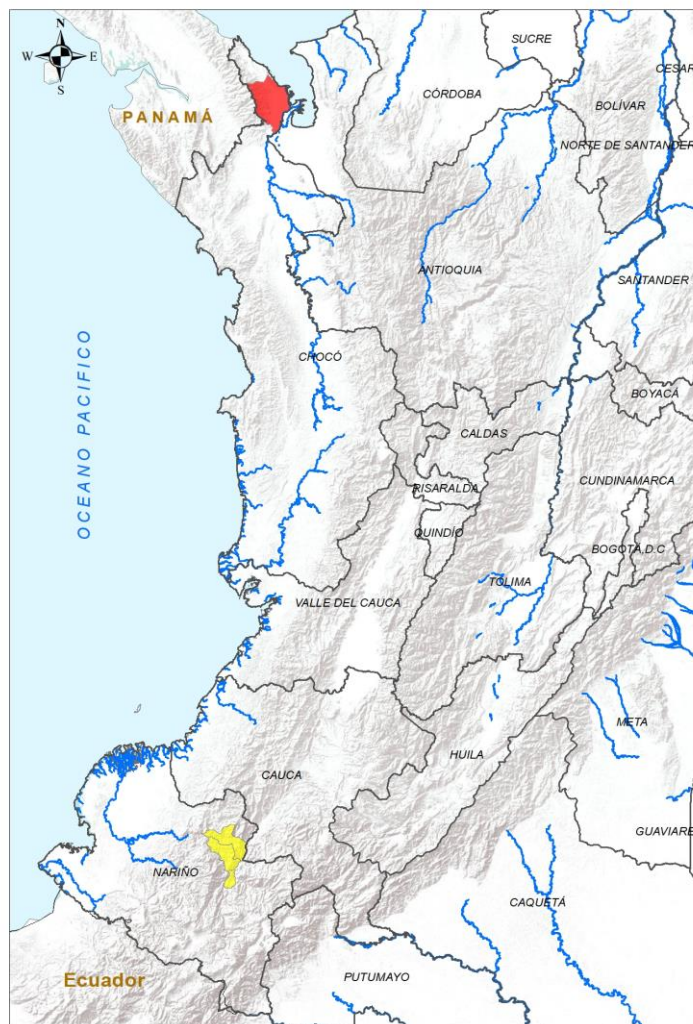 N
W E
S
SUCRE
CESAR
CÓRDOBA
BOLÍVAR
PANAMÁ
NORTE DE SANTANDER
ANTIOQUIA
SANTANDER
OCEANO PACIFICO
CHOCÓ
BOYACÁ
CALDAS
CUNDINAMARCA
RISARALDA
QUINDÍO
BOGOTÁ, D.C
TOLIMA
VALLE DEL CAUCA
META
HUILA
CAUCA
GUAVIARE
NARIÑO
CAQUETÁ
Ecuador
PUTUMAYO